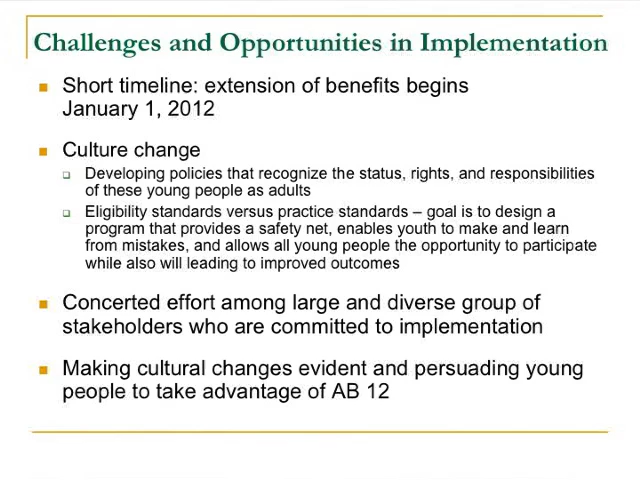 Challenges and Opportunities in Implementation
Short timeline: extension of benefits begins
January 1, 2012
Culture change
Developing policies that recognize the status, rights, and responsibilities
of these young people as adults
Eligibility standards versus practice standards – goal is to design a
program that provides a safety net, enables youth to make and learn
from mistakes, and allows all young people the opportunity to participate
while also will leading to improved outcomes
Concerted effort among large and diverse group of
stakeholders who are committed to implementation
Making cultural changes evident and persuading young
people to take advantage of AB 12